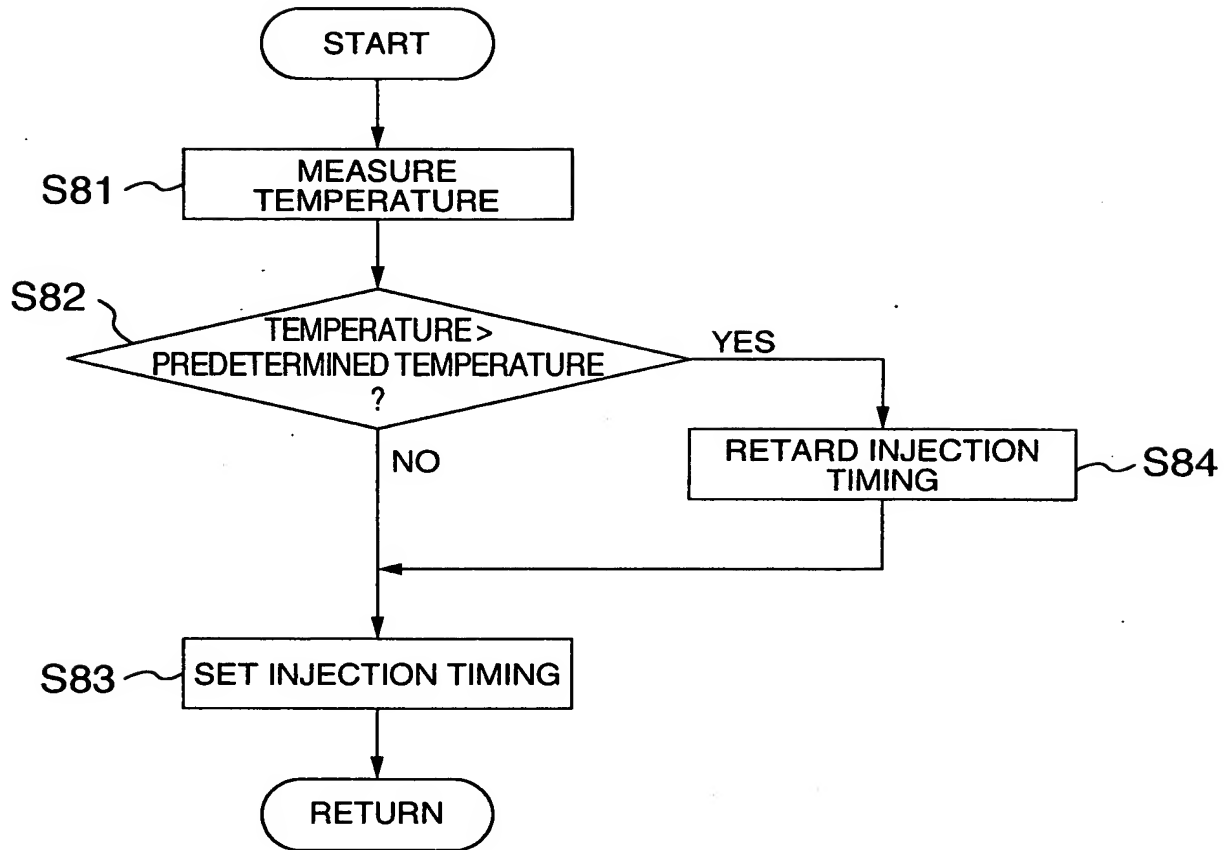 START
S81
MEASURE
TEMPERATURE
S82
TEMPERATURE >
PREDETERMINED TEMPERATURE
?
YES
NO
RETARD INJECTION
TIMING
S84
S83
SET INJECTION TIMING
RETURN